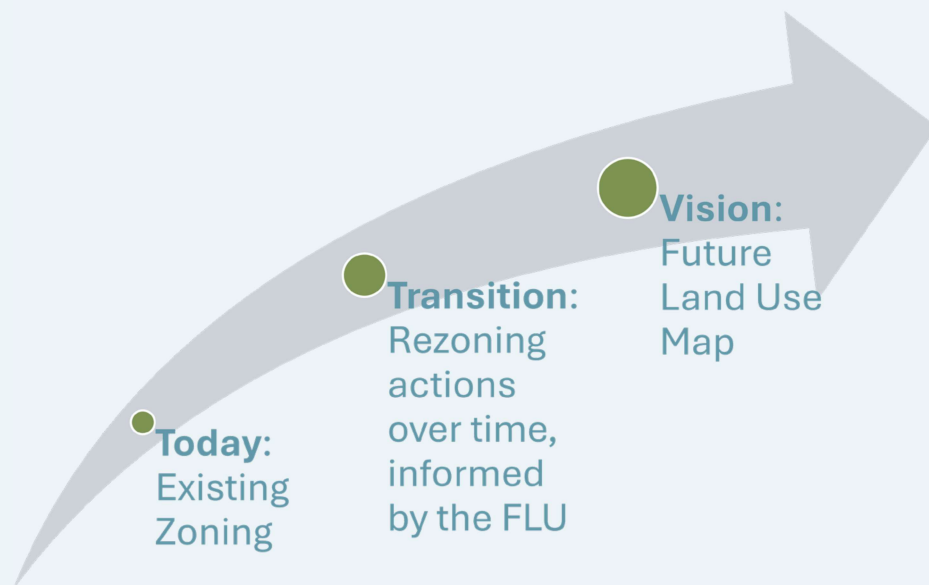 Today:
Existing
Zoning
Transition:
Rezoning
actions
over time,
informed
by the FLU
Vision:
Future
Land Use
Map